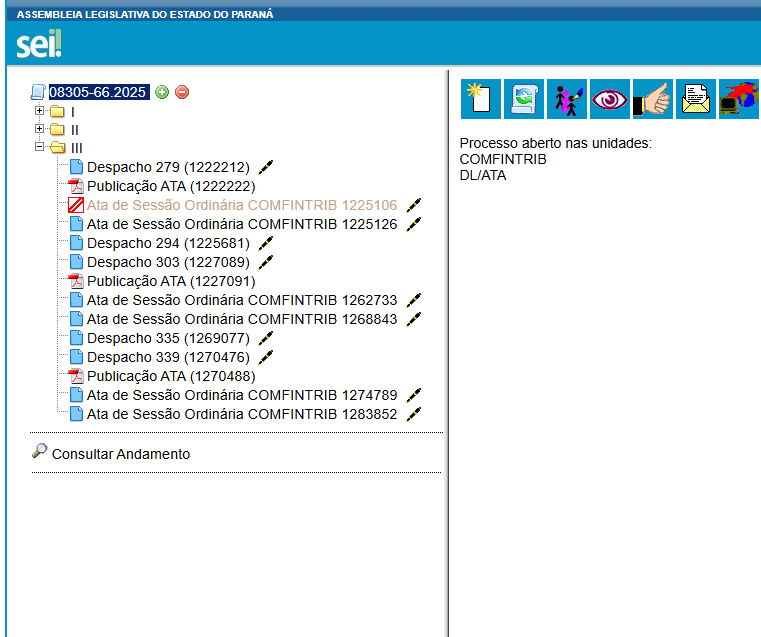 ASSEMBLEIA LEGISLATIVA DO ESTADO DO PARANÁ
sei!
08305-66.2025
I
II
III
Despacho 279 (1222212)
Publicação ATA (1222222)
Ata de Sessão Ordinária COMFINTRIB 1225106
Ata de Sessão Ordinária COMFINTRIB 1225126
Despacho 294 (1225681)
Despacho 303 (1227089)
Publicação ATA (1227091)
Ata de Sessão Ordinária COMFINTRIB 1262733
Ata de Sessão Ordinária COMFINTRIB 1268843
Despacho 335 (1269077)
Despacho 339 (1270476)
Publicação ATA (1270488)
Ata de Sessão Ordinária COMFINTRIB 1274789
Ata de Sessão Ordinária COMFINTRIB 1283852
Consultar Andamento
Processo aberto nas unidades:
COMFINTRIB
DL/ATA